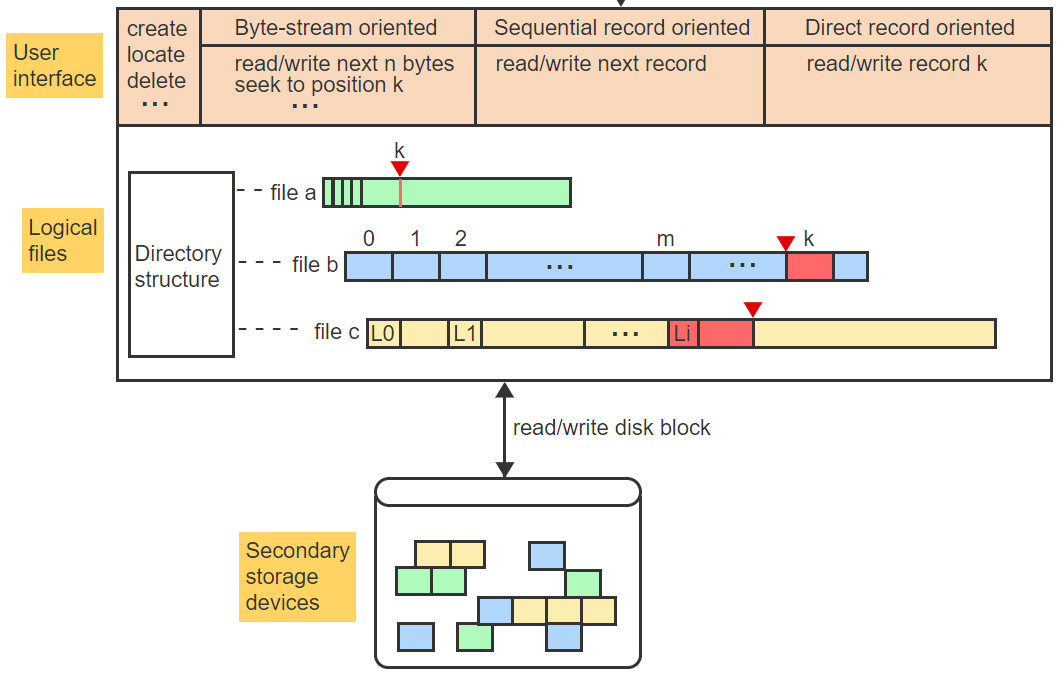 User
interface
create
locate
delete
...
Byte-stream oriented
read/write next n bytes
seek to position k
...
Sequential record oriented
read/write next record
Direct record oriented
read/write record k
Logical
files
Directory
structure
k
file a
0 1 2 m k
file b ... ...
file c L0 L1 ... Li
read/write disk block
Secondary
storage
devices